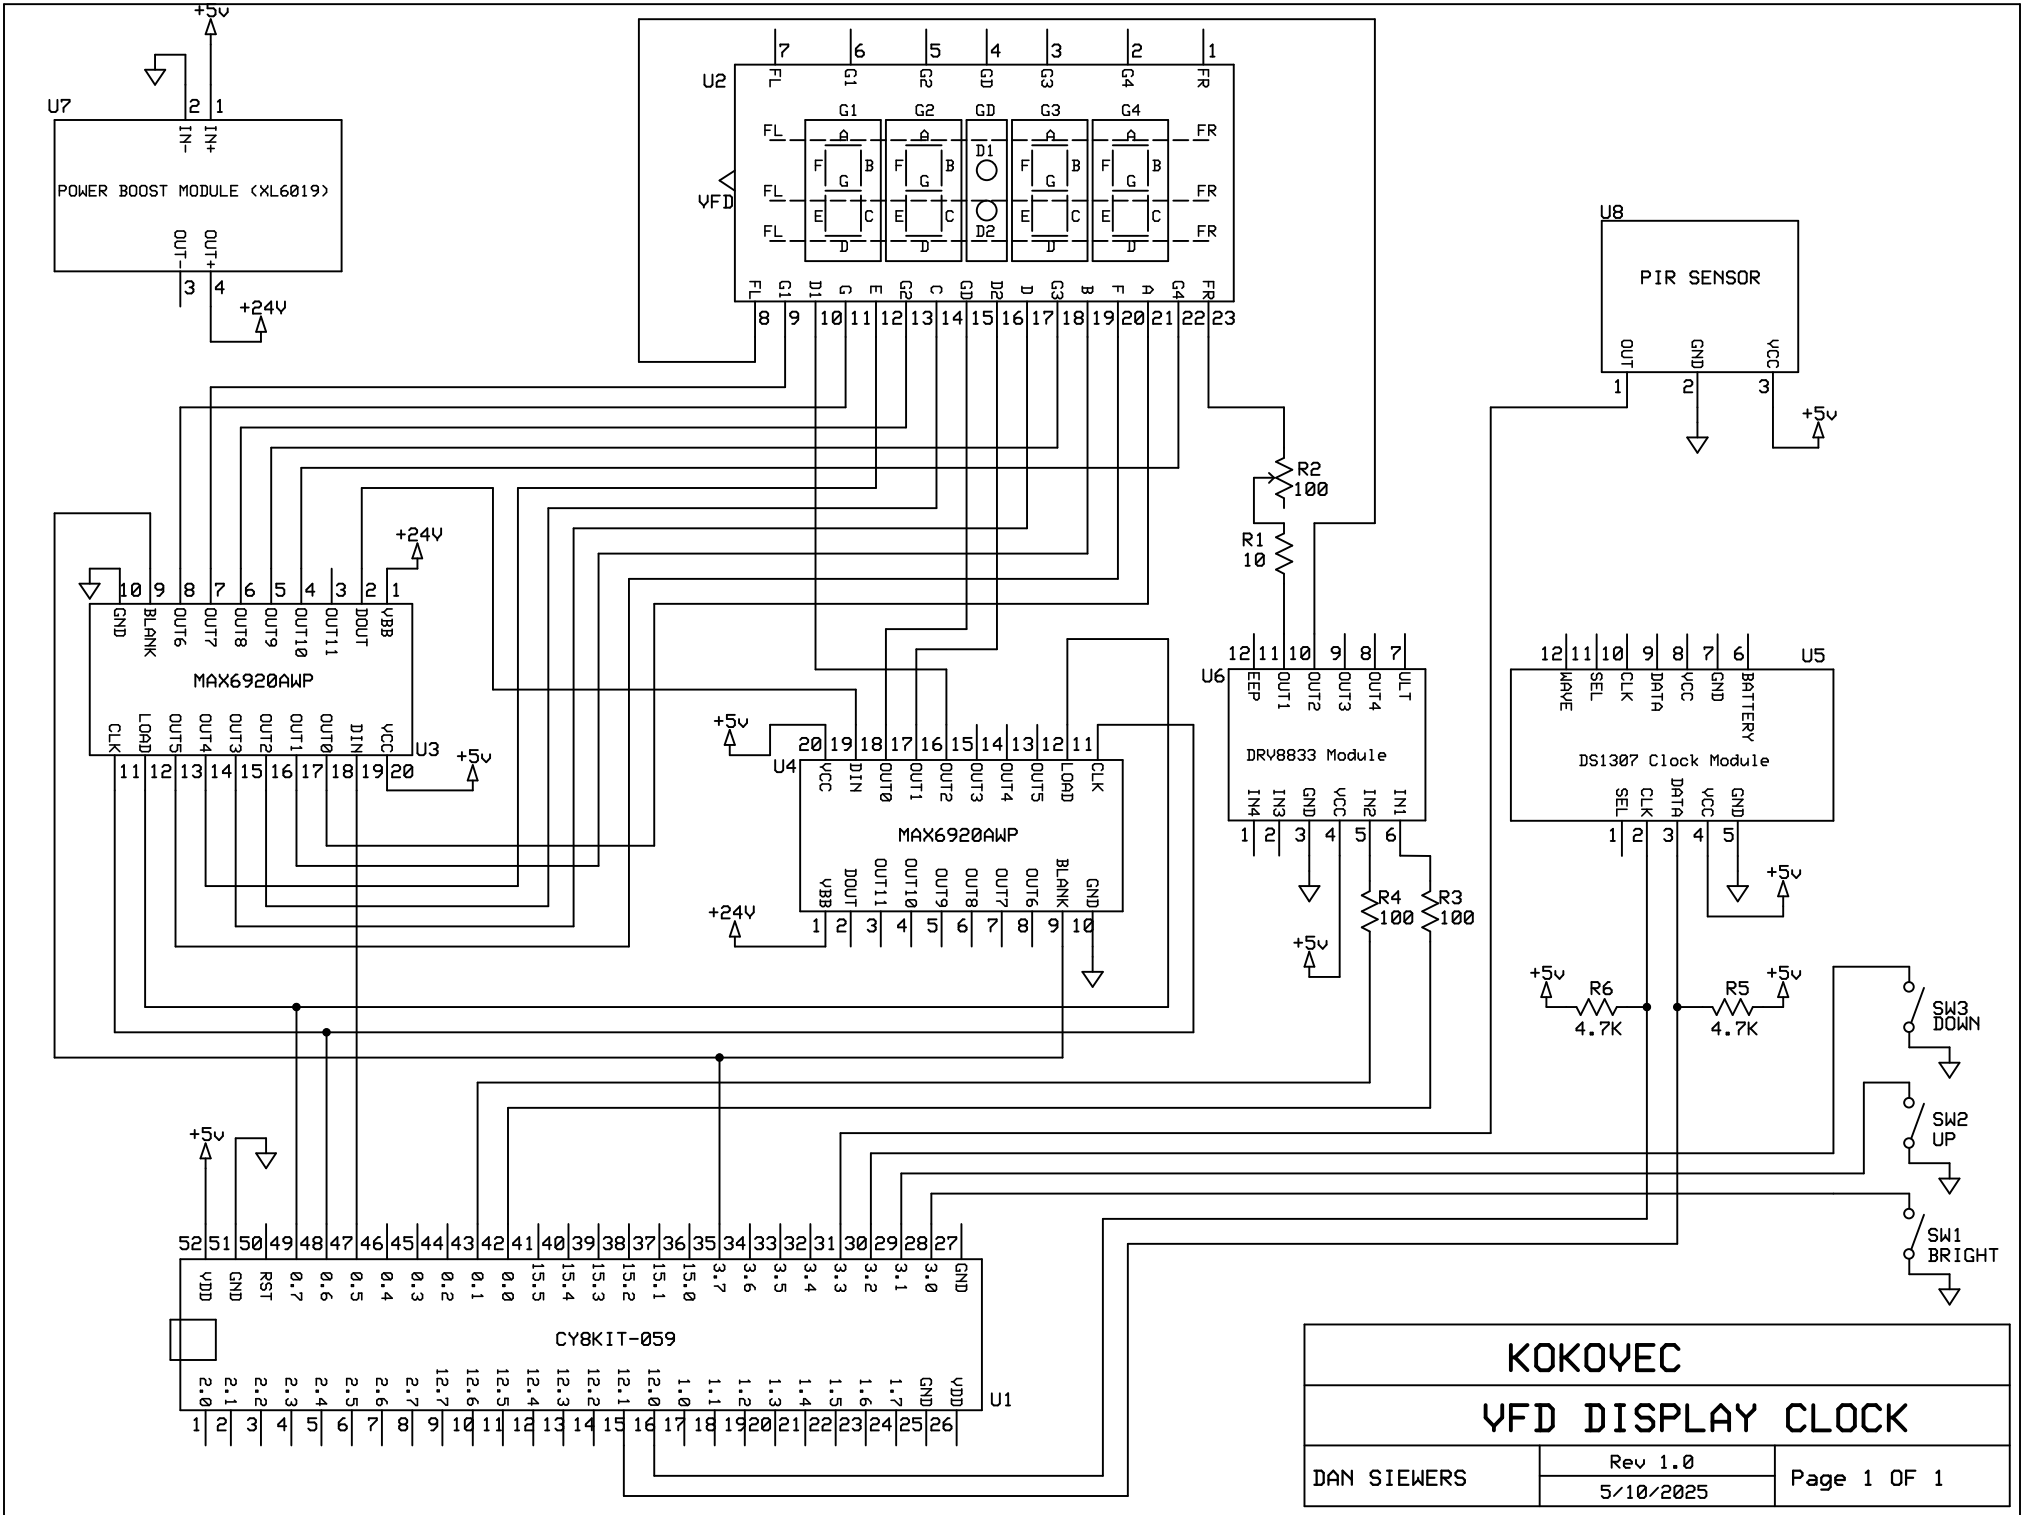 +5v
U7
2 1
IN- IN+
POWER BOOST MODULE (XL6019)
OUT- OUT+
3 4
+24V
7 6 5 4 3 2 1
U2
FL G1 G2 GD G3 G4 FR
G1 G2 GD G3 G4
FL A A D1 A A FR
F B F B F B F B
FL G G G G FR
VFD
E C E C E C E C
FL D D D2 D D FR
FL G1 D1 G E G2 C GD D2 D G3 B F A G4 FR
8 9 10 11 12 13 14 15 16 17 18 19 20 21 22 23
U8
PIR SENSOR
OUT GND VCC
1 2 3
+5v
R2
100
R1
10
+24V
10 9 8 7 6 5 4 3 2 1
GND BLANK OUT6 OUT7 OUT8 OUT9 OUT10 OUT11 DOUT VBB
MAX6920AWP
CLK LOAD OUT5 OUT4 OUT3 OUT2 OUT1 OUT0 DIN VCC
U3
11 12 13 14 15 16 17 18 19 20
+5v
+5v
20 19 18 17 16 15 14 13 12 11
U4
VCC DIN OUT0 OUT1 OUT2 OUT3 OUT4 OUT5 LOAD CLK
MAX6920AWP
VBB DOUT OUT11 OUT10 OUT9 OUT8 OUT7 OUT6 BLANK GND
1 2 3 4 5 6 7 8 9 10
+24V
12 11 10 9 8 7
U6
EEP OUT1 OUT2 OUT3 OUT4 ULT
DRV8833 Module
IN4 IN3 GND VCC IN2 IN1
1 2 3 4 5 6
R4
100
R3
100
+5v
12 11 10 9 8 7 6
U5
WAVE SEL CLK DATA VCC GND BATTERY
DS1307 Clock Module
SEL CLK DATA VCC GND
1 2 3 4 5
+5v
+5v
R6
4.7K
R5
4.7K
+5v
SW3
DOWN
SW2
UP
SW1
BRIGHT
+5v
52 51 50 49 48 47 46 45 44 43 42 41 40 39 38 37 36 35 34 33 32 31 30 29 28 27
VDD GND RST 0.7 0.6 0.5 0.4 0.3 0.2 0.1 0.0 15.5 15.4 15.3 15.2 15.1 15.0 3.7 3.6 3.5 3.4 3.3 3.2 3.1 3.0 GND
CY8KIT-059
2.0 2.1 2.2 2.3 2.4 2.5 2.6 2.7 12.7 12.6 12.5 12.4 12.3 12.2 12.1 12.0 1.0 1.1 1.2 1.3 1.4 1.5 1.6 1.7 GND VDD
U1
1 2 3 4 5 6 7 8 9 10 11 12 13 14 15 16 17 18 19 20 21 22 23 24 25 26
KOKOVEC
VFD DISPLAY CLOCK
DAN SIEWERS
Rev 1.0
5/10/2025
Page 1 OF 1